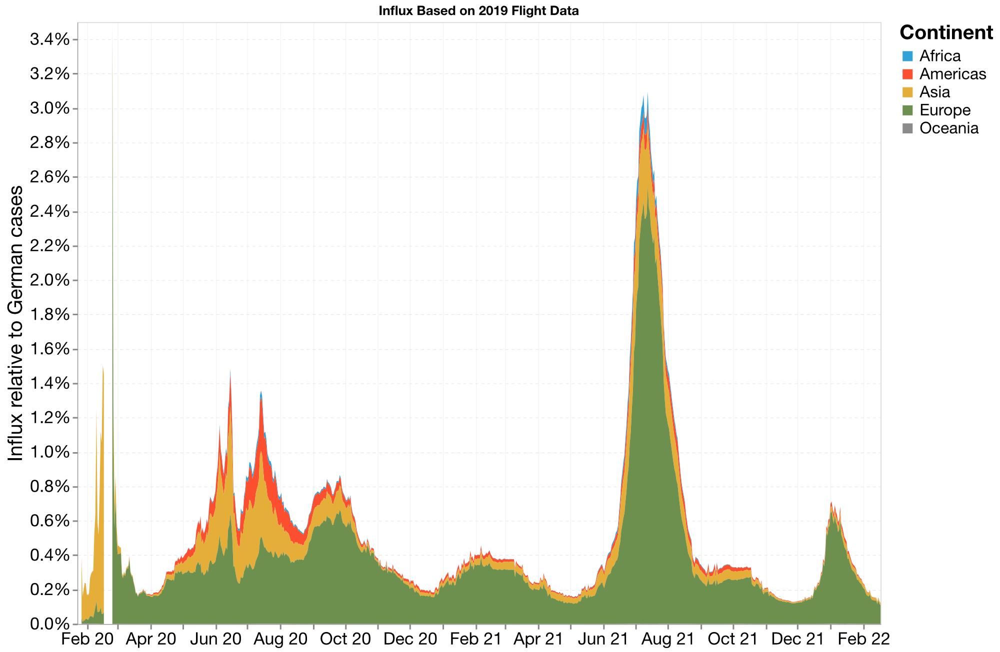 Influx Based on 2019 Flight Data
Influx relative to German cases
3.4%
3.2%
3.0%
2.8%
2.6%
2.4%
2.2%
2.0%
1.8%
1.6%
1.4%
1.2%
1.0%
0.8%
0.6%
0.4%
0.2%
0.0%
Feb 20 Apr 20 Jun 20 Aug 20 Oct 20 Dec 20 Feb 21 Apr 21 Jun 21 Aug 21 Oct 21 Dec 21 Feb 22
Continent
Africa
Americas
Asia
Europe
Oceania